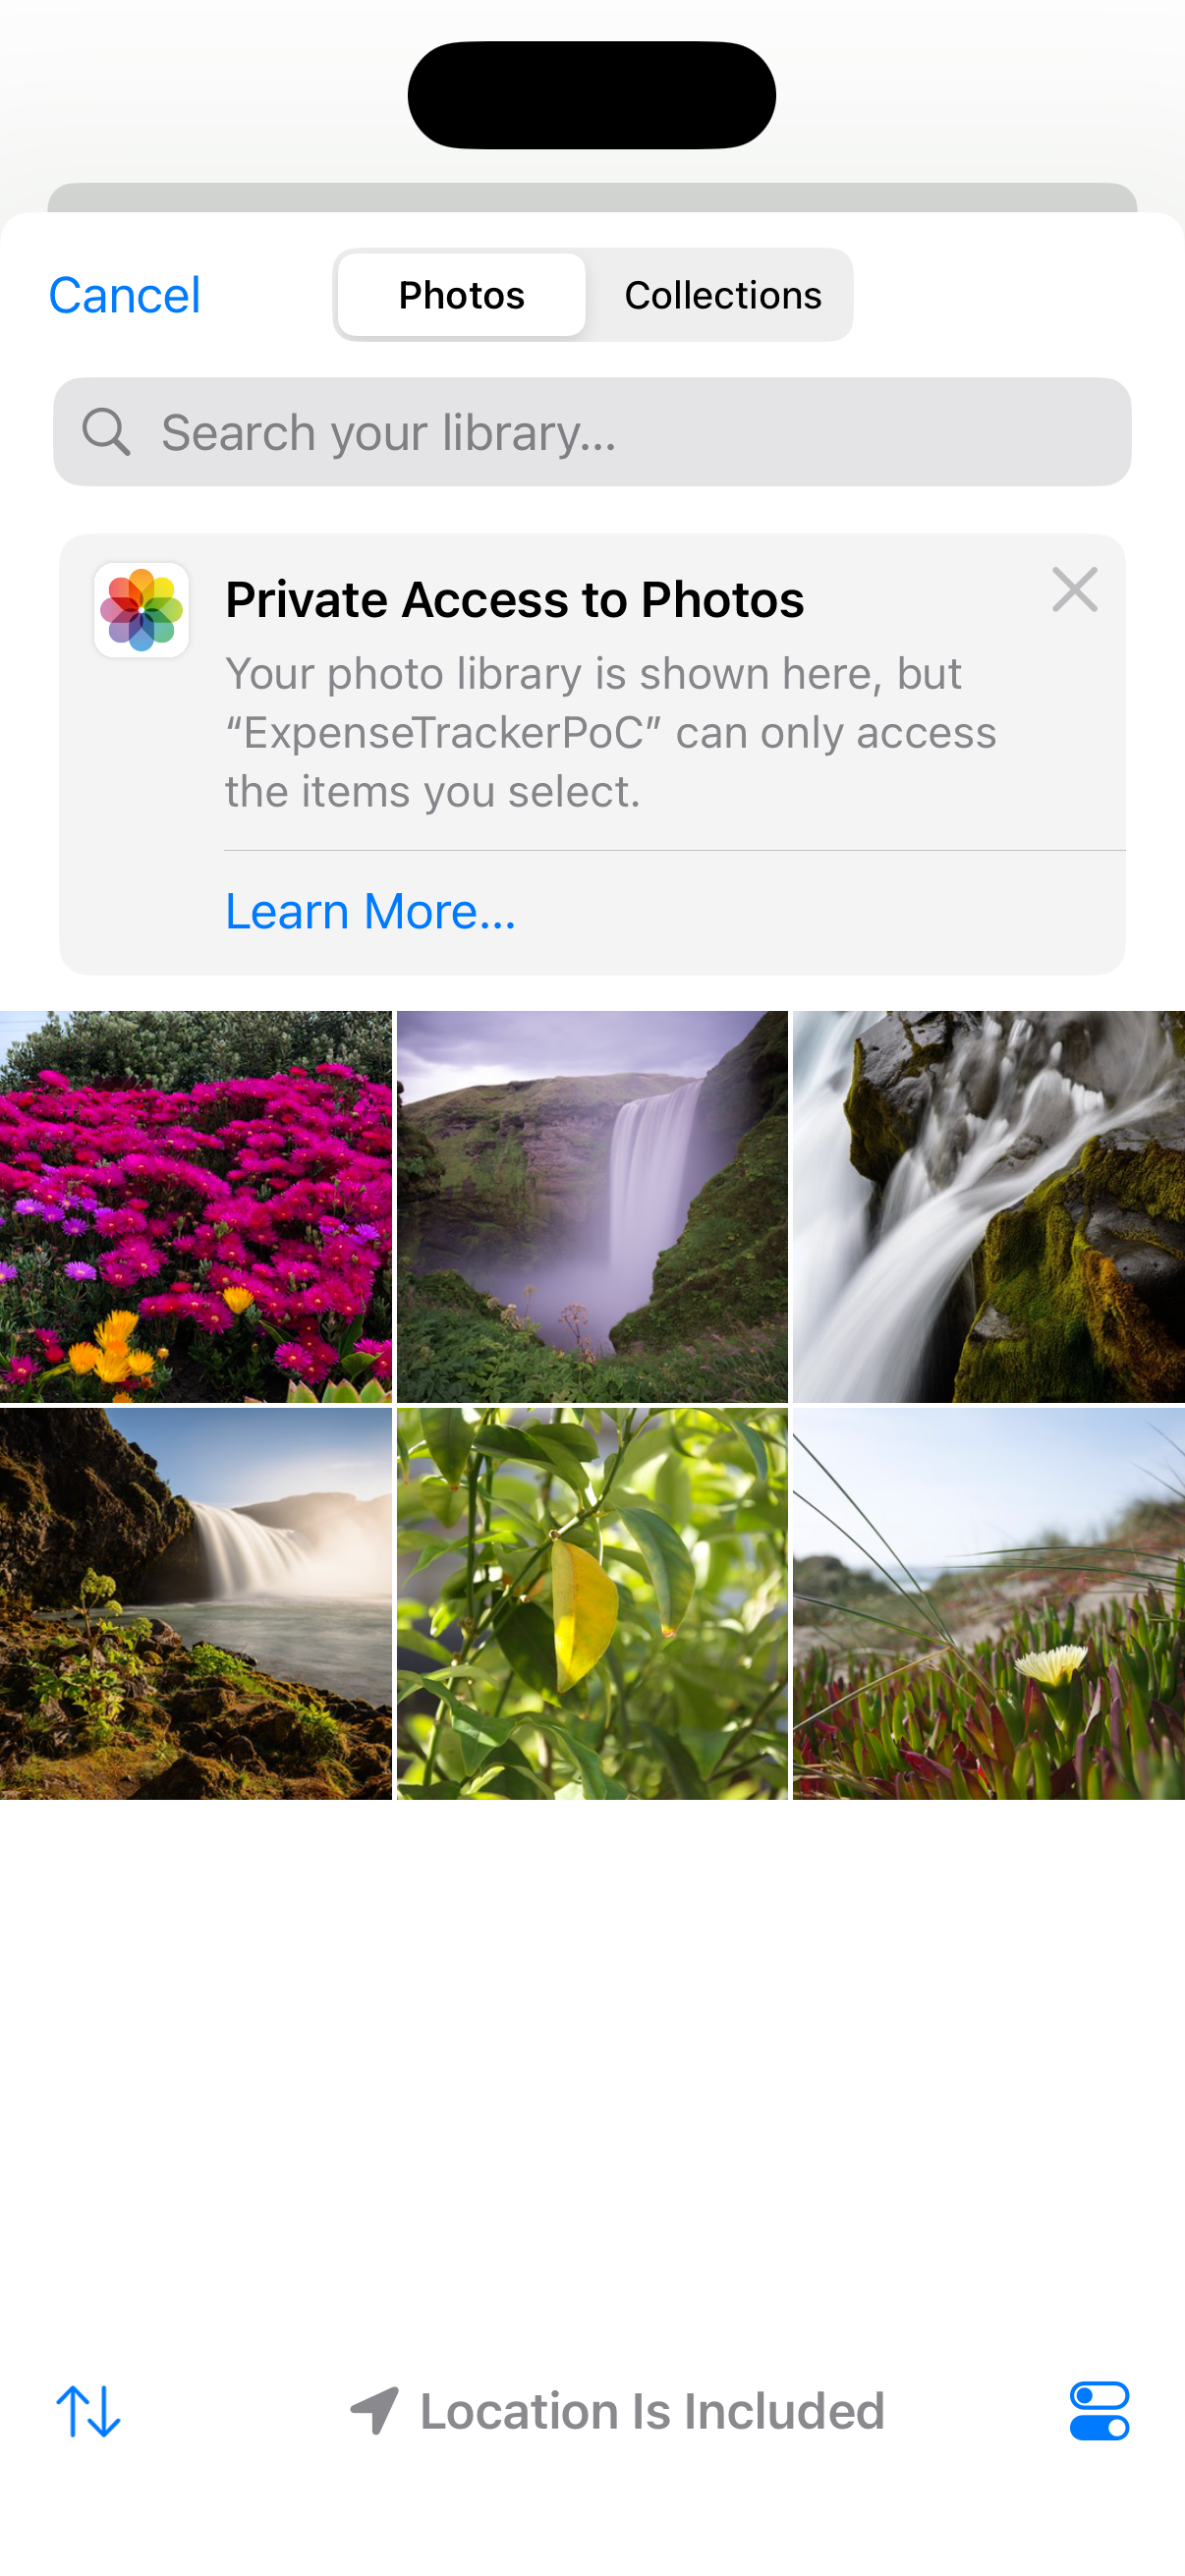 Cancel
Photos
Collections
Search your library...
Private Access to Photos
Your photo library is shown here, but
“ExpenseTrackerPoC” can only access
the items you select.
Learn More...
Location Is Included